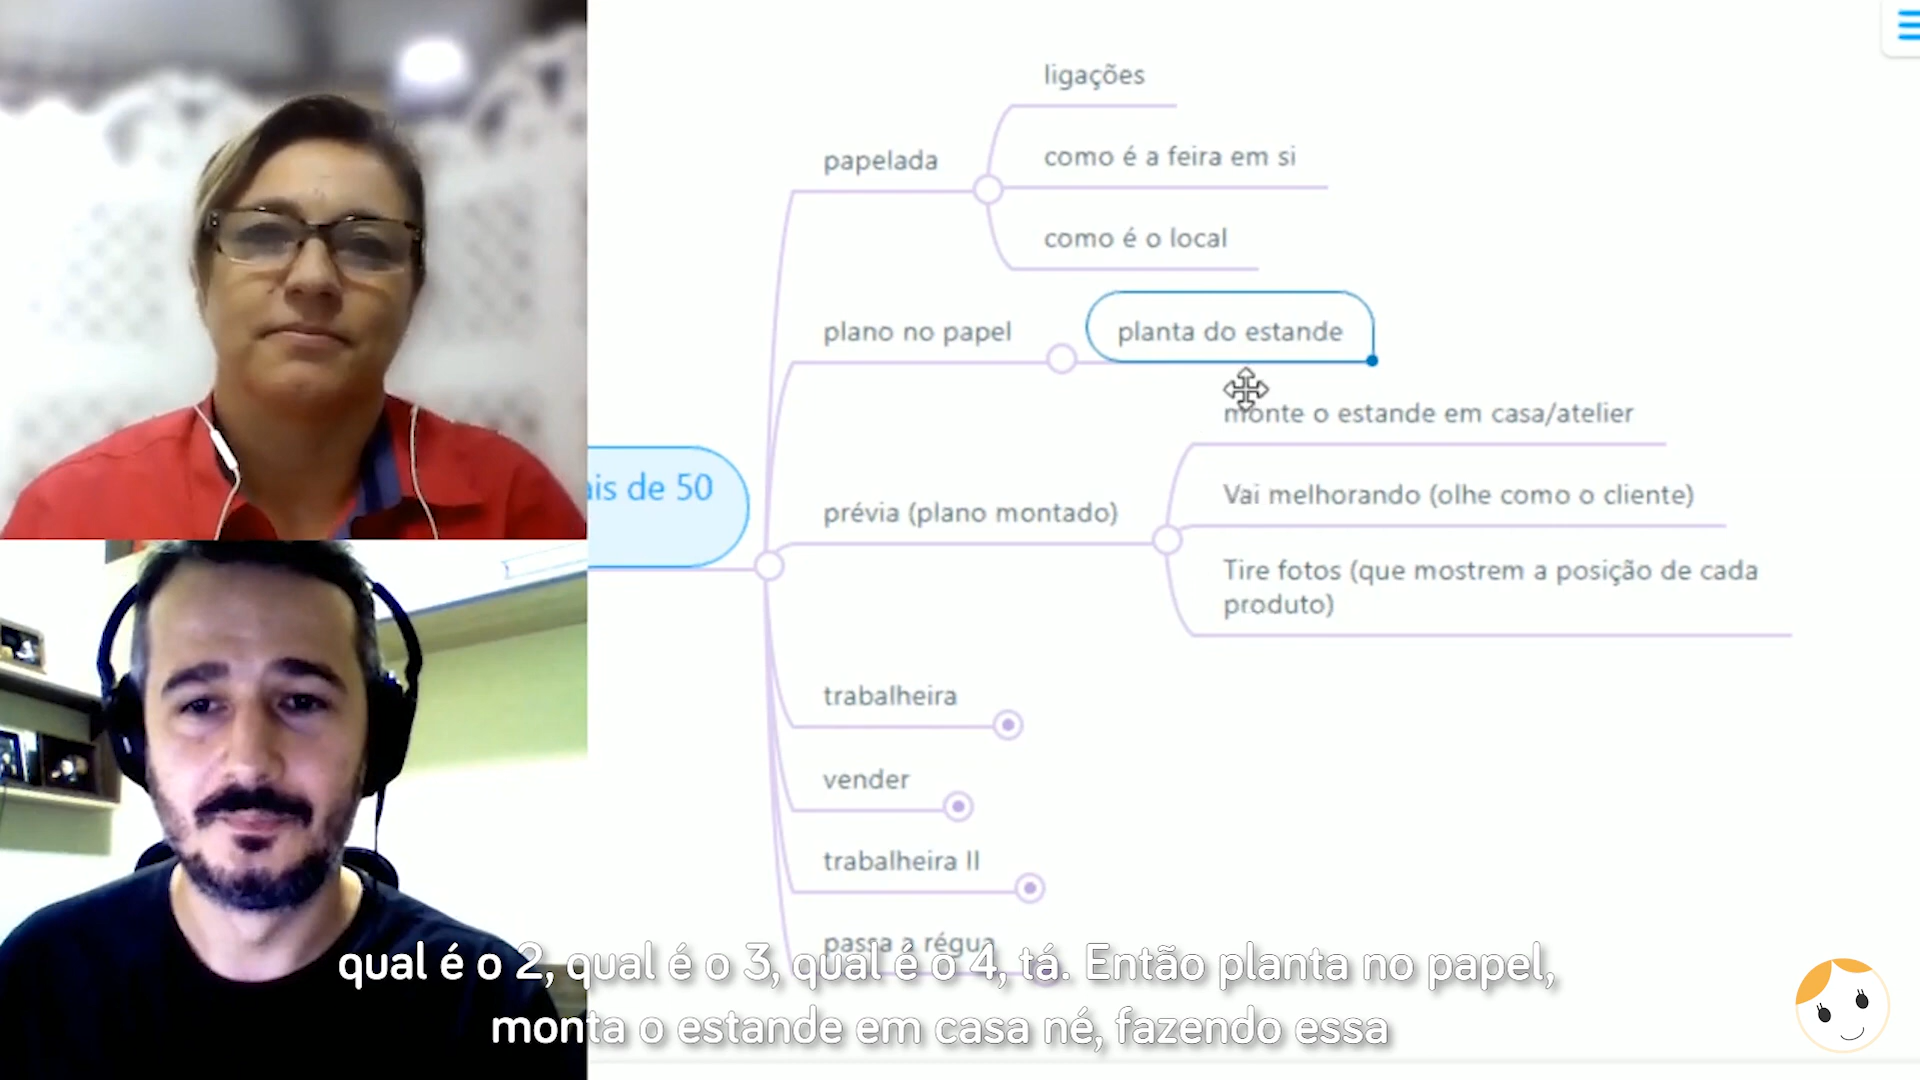 ligações
papelada
como é a feira em si
como é o local
plano no papel
planta do estande
monte o estande em casa/atelier
is de 50
Vai melhorando (olhe como o cliente)
prévia (plano montado)
Tire fotos (que mostrem a posição de cada
produto)
trabalheira
vender
trabalheira II
passa a régua
qual é o 2, qual é o 3, qual é o 4, tá. Então planta no papel,
monta o estande em casa né, fazendo essa